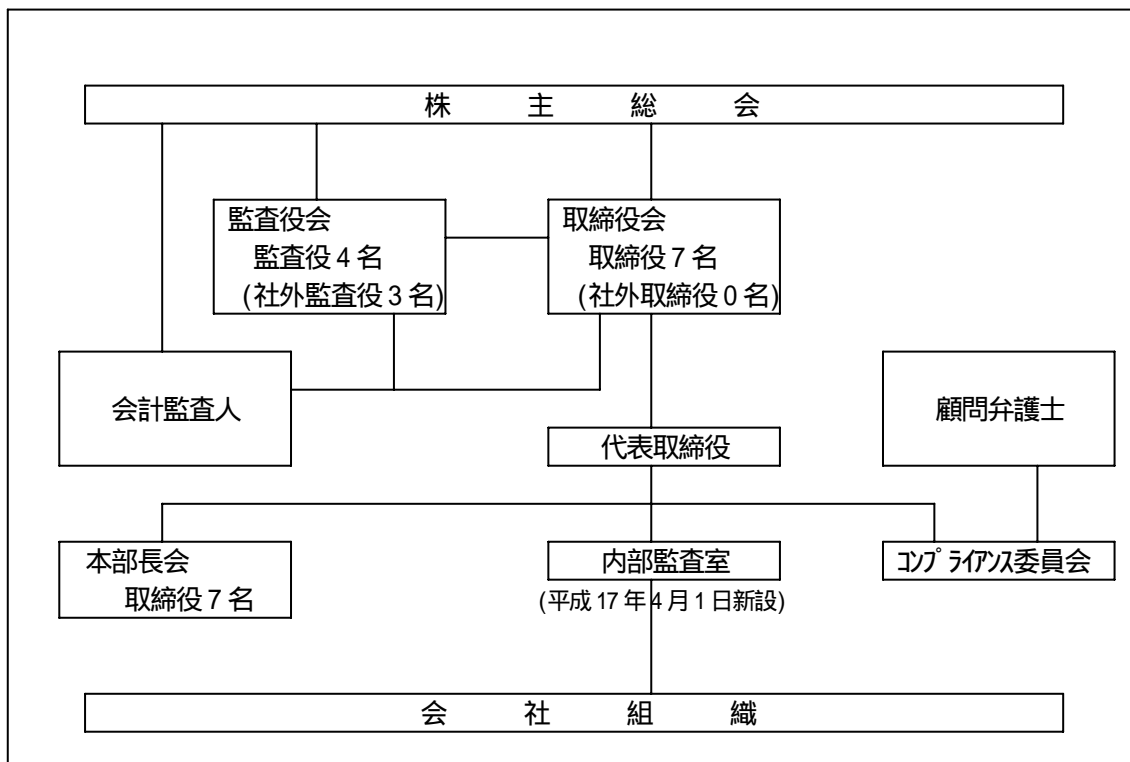 株主総会
監査役会
監査役4名
(社外監査役3名)
取締役会
取締役7名
(社外取締役0名)
会計監査人
顧問弁護士
代表取締役
本部長会
取締役7名
内部監査室
(平成17年4月1日新設)
コンプライアンス委員会
会社組織